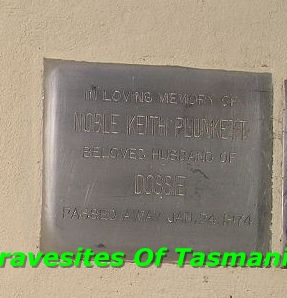 IN LOVING MEMORY OF
NOBLE KEITH PLUNKETT
BELOVED HUSBAND OF
DOSSIE
PASSED AWAY JAN. 24, 1974
ravesites Of Tasmani